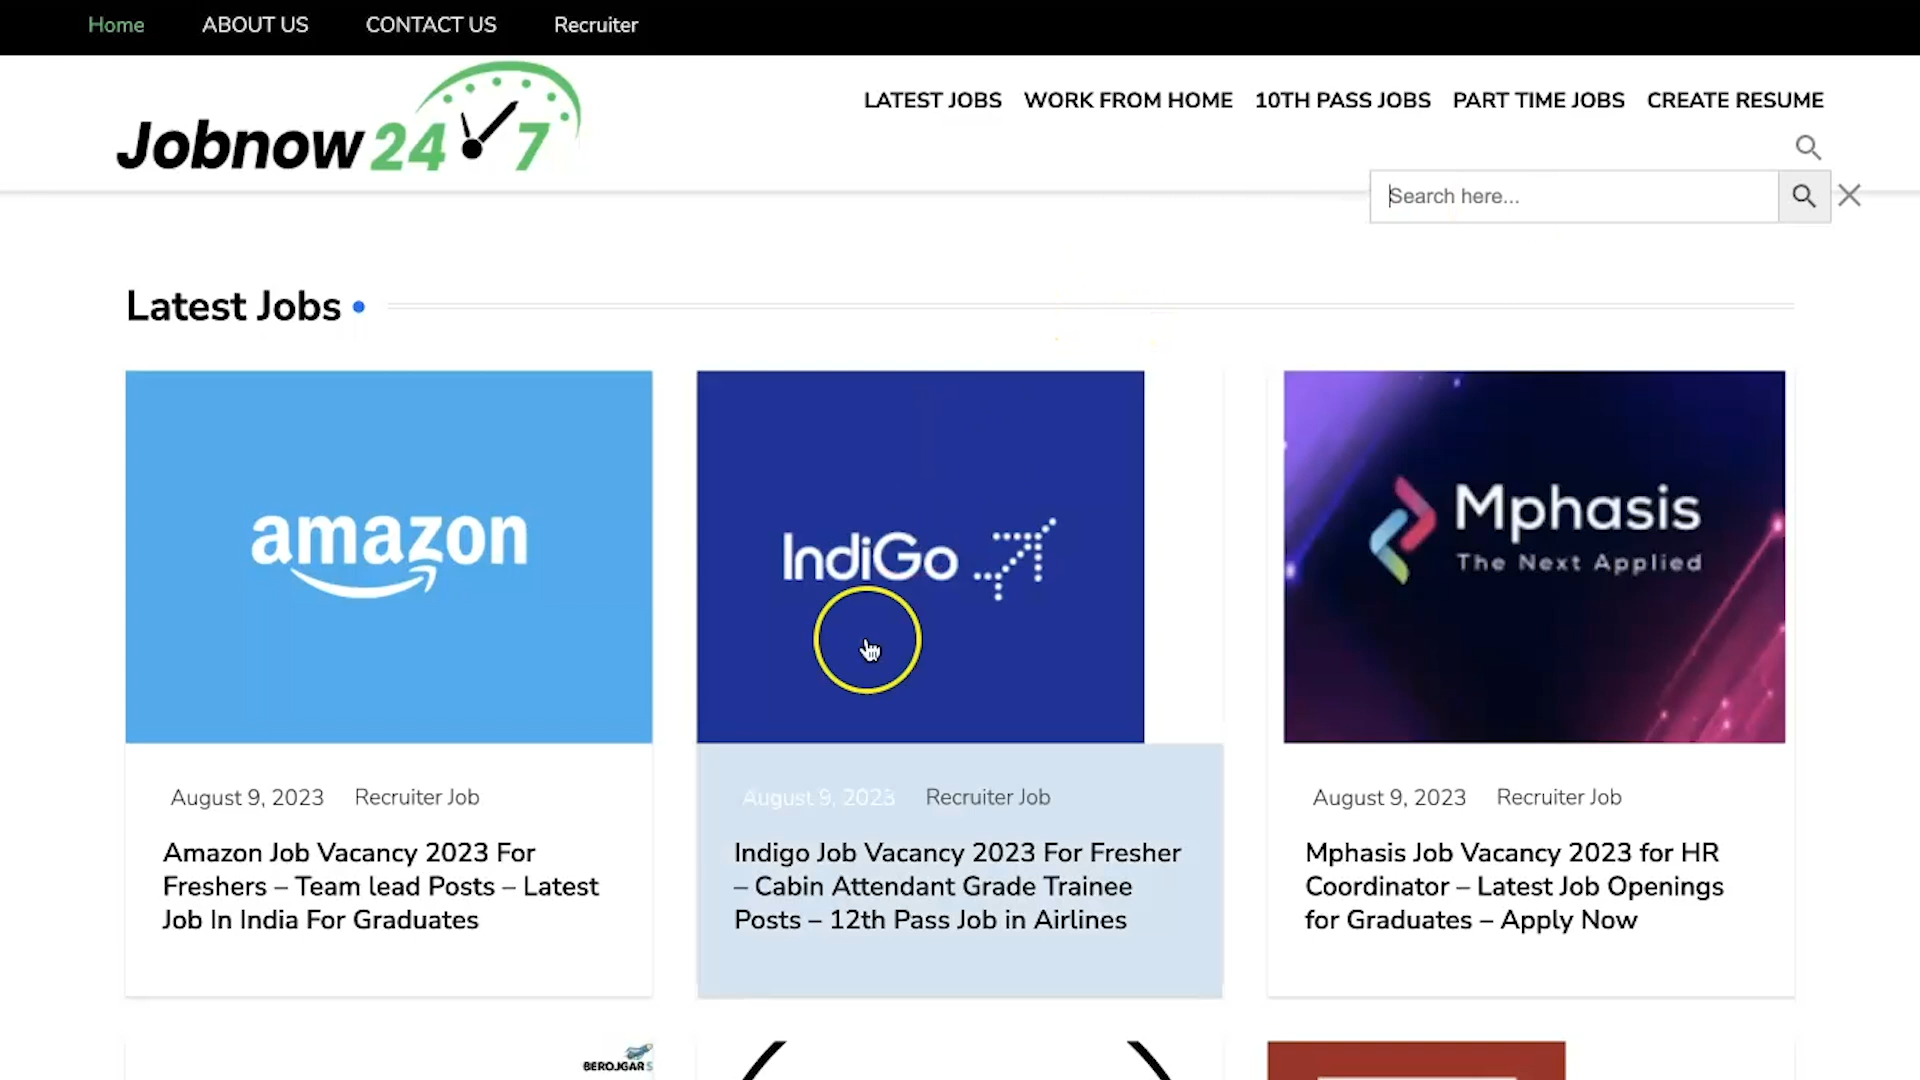 Home ABOUT US CONTACT US Recruiter
Jobnow 24 7
LATEST JOBS WORK FROM HOME 10TH PASS JOBS PART TIME JOBS CREATE RESUME
Search here...
Latest Jobs
amazon
IndiGo
Mphasis
The Next Applied
August 9, 2023 Recruiter Job
Amazon Job Vacancy 2023 For
Freshers – Team lead Posts – Latest
Job In India For Graduates
August 9, 2023 Recruiter Job
Indigo Job Vacancy 2023 For Fresher
– Cabin Attendant Grade Trainee
Posts – 12th Pass Job in Airlines
August 9, 2023 Recruiter Job
Mphasis Job Vacancy 2023 for HR
Coordinator – Latest Job Openings
for Graduates – Apply Now
BEROJGAR S